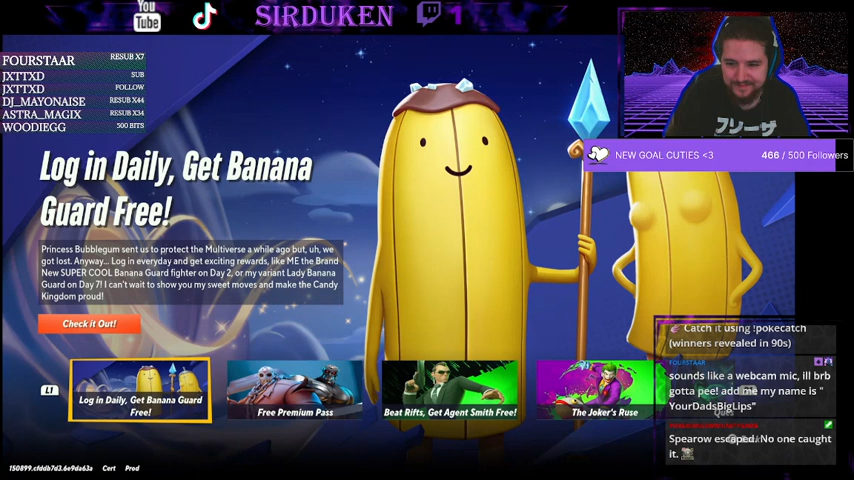 You
Tube
SIRDUKEN
1
FOURSTAAR RESUB X7
JXTTXD SUB
JXTTXD FOLLOW
DJ_MAYONAISE RESUB X44
ASTRA_MAGIX RESUB X34
WOODIEGG 500 BITS
フリーザ
NEW GOAL CUTIES <3 466 / 500 Followers
Log in Daily, Get Banana
Guard Free!
Princess Bubblegum sent us to protect the Multiverse a while ago but, uh, we
got lost. Anyway... Log in everyday and get exciting rewards, like ME the Brand
New SUPER COOL Banana Guard fighter on Day 2, or my variant Lady Banana
Guard on Day 7! I can't wait to show you my sweet moves and make the Candy
Kingdom proud!
Check it Out!
L1
Log in Daily, Get Banana Guard
Free!
Free Premium Pass
Beat Rifts, Get Agent Smith Free!
The Joker's Ruse
Catch it using !pokecatch
(winners revealed in 90s)
FOURSTAAR
sounds like a webcam mic, ill brb
gotta pee! add me my name is "
YourDadsBigLips"
Spearow escaped. No one caught
it.
150899.cfddb7d3.6e9da63a Cert Prod